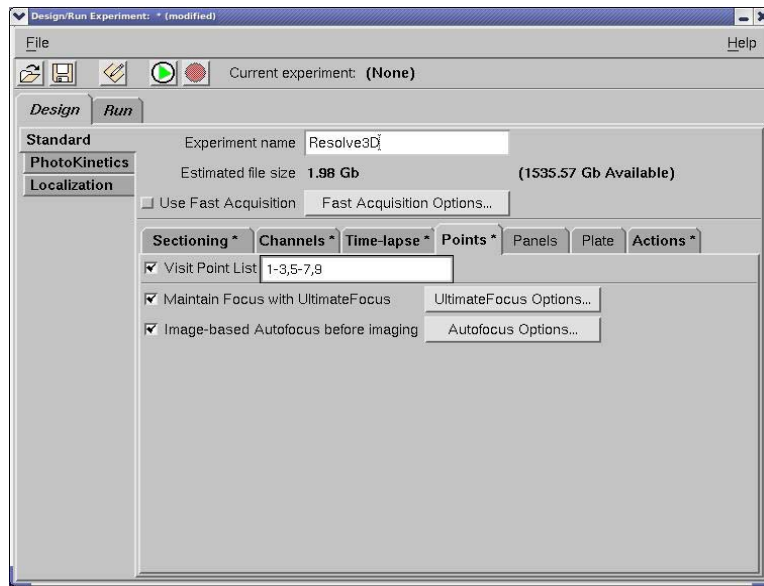 Design/Run Experiment: * (modified)
File Help
Current experiment: (None)
Design Run
Standard
PhotoKinetics
Localization
Experiment name Resolve3D
Estimated file size 1.98 Gb (1535.57 Gb Available)
Use Fast Acquisition Fast Acquisition Options...
Sectioning * Channels * Time-lapse * Points * Panels Plate Actions *
Visit Point List 1-3,5-7,9
Maintain Focus with UltimateFocus UltimateFocus Options...
Image-based Autofocus before imaging Autofocus Options...